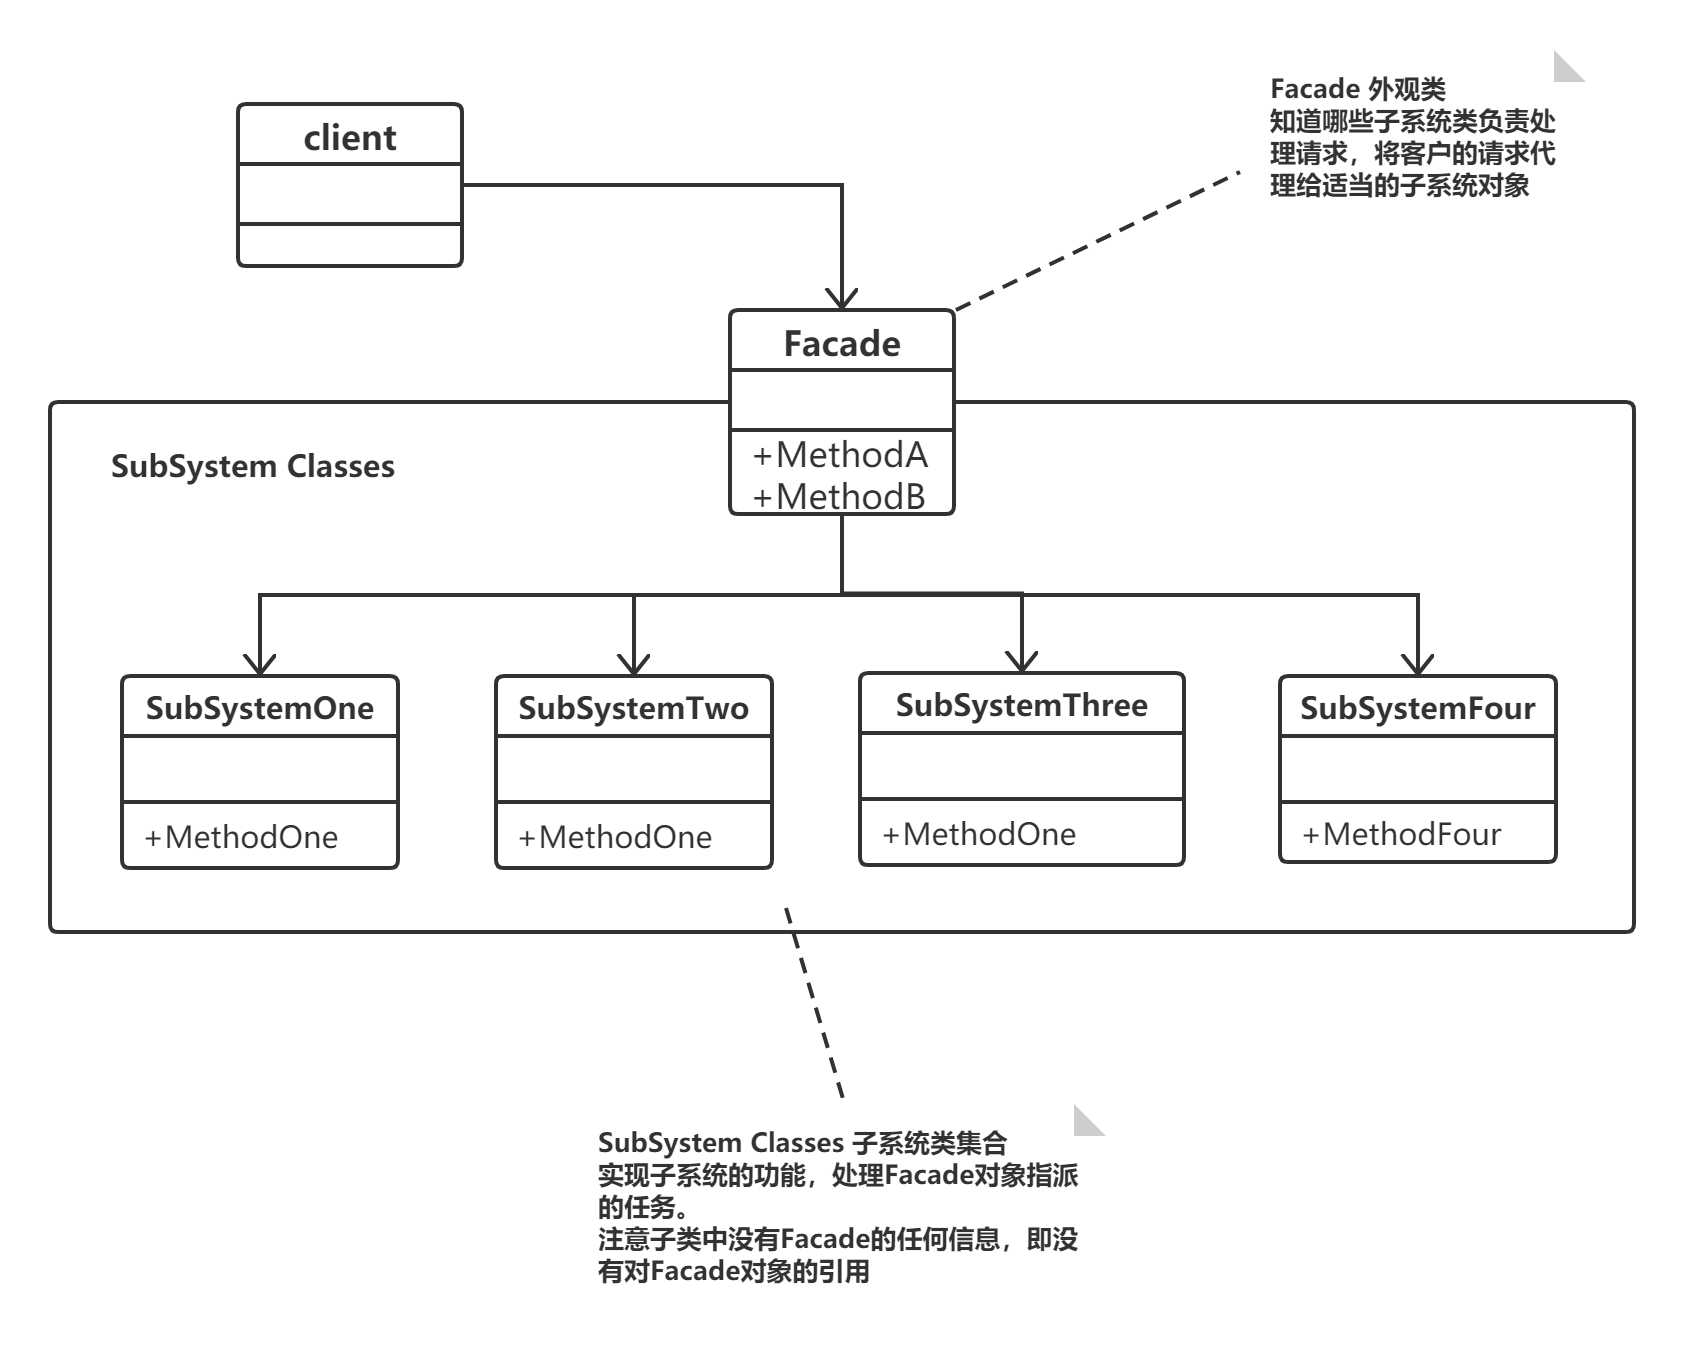 Facade 外观类
知道哪些子系统类负责处
理请求，将客户的请求代
理给适当的子系统对象
client
Facade
+MethodA
+MethodB
SubSystem Classes
SubSystemOne
+MethodOne
SubSystemTwo
+MethodOne
SubSystemThree
+MethodOne
SubSystemFour
+MethodFour
SubSystem Classes 子系统类集合
实现子系统的功能，处理Facade对象指派
的任务。
注意子类中没有Facade的任何信息，即没
有对Facade对象的引用